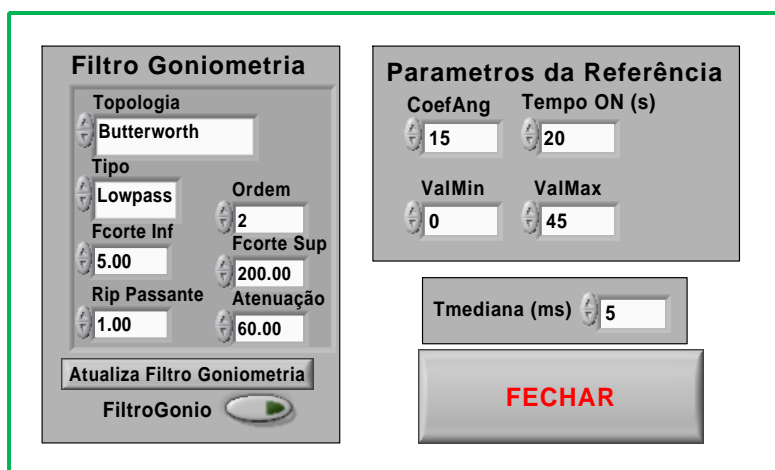 Filtro Goniometria
Topologia
Butterworth
Tipo
Lowpass
Ordem
2
Fcorte Inf
5.00
Fcorte Sup
200.00
Rip Passante
1.00
Atenuação
60.00
Atualiza Filtro Goniometria
FiltroGonio
Parametros da Referência
CoefAng
15
Tempo ON (s)
20
ValMin
0
ValMax
45
Tmediana (ms)
5
FECHAR